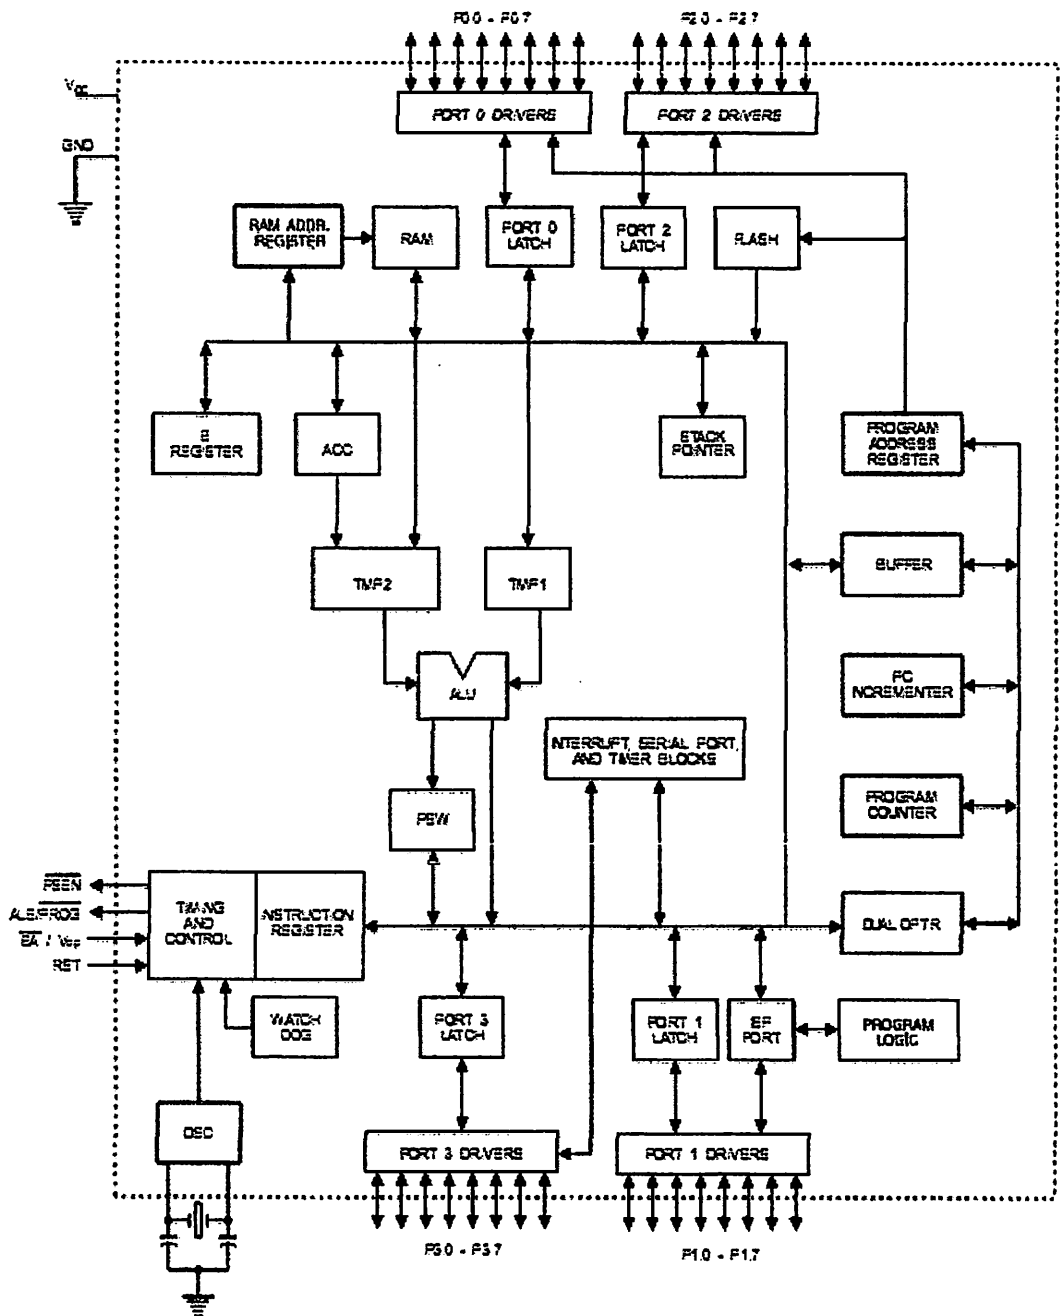 P0.0 - P0.7
P2.0 - P2.7
VCC
GND
PORT 0 DRIVERS
PORT 2 DRIVERS
RAM ADDR.
REGISTER
RAM
PORT 0
LATCH
PORT 2
LATCH
FLASH
B
REGISTER
ACC
STACK
POINTER
PROGRAM
ADDRESS
REGISTER
TMP2
TMP1
BUFFER
ALU
PC
INCREMENTER
INTERRUPT, SERIAL PORT,
AND TIMER BLOCKS
PSW
PROGRAM
COUNTER
PSEN
ALE/PROG
EA / VPP
RST
TIMING
AND
CONTROL
INSTRUCTION
REGISTER
DUAL DPTR
WATCH
DOG
PORT 3
LATCH
PORT 1
LATCH
ISP
PORT
PROGRAM
LOGIC
OSC
PORT 3 DRIVERS
PORT 1 DRIVERS
P3.0 - P3.7
P1.0 - P1.7